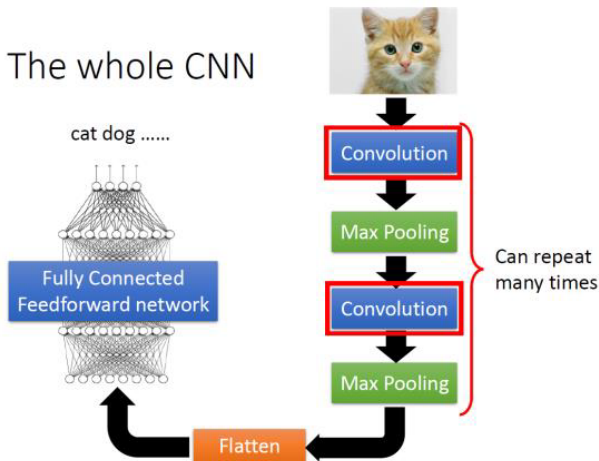 The whole CNN
cat dog ……
Convolution
Max Pooling
Convolution
Max Pooling
Can repeat
many times
Flatten
Fully Connected
Feedforward network